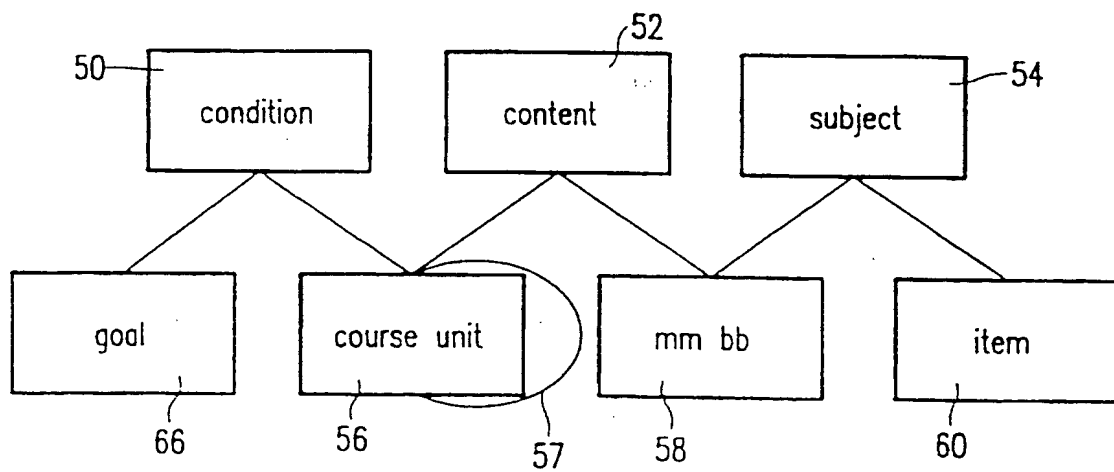 50
condition
52
content
54
subject
goal
course unit
mm bb
item
66
56
57
58
60